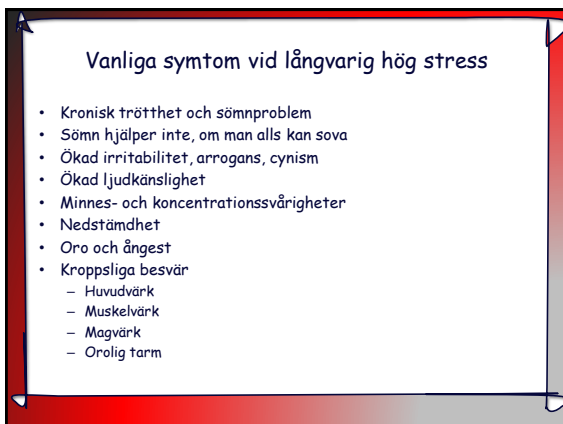 Vanliga symtom vid långvarig hög stress
• Kronisk trötthet och sömnproblem
• Sömn hjälper inte, om man alls kan sova
• Ökad irritabilitet, arrogans, cynism
• Ökad ljudkänslighet
• Minnes- och koncentrationssvårigheter
• Nedstämdhet
• Oro och ångest
• Kroppsliga besvär
– Huvudvärk
– Muskelvärk
– Magvärk
– Orolig tarm